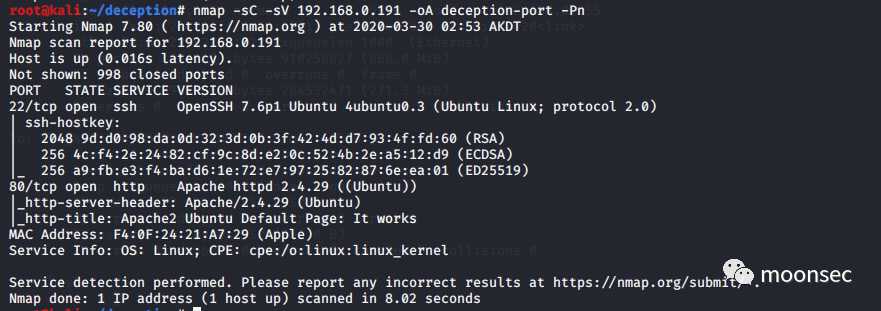 root@kali:~/deception# nmap -sC -sV 192.168.0.191 -oA deception-port -Pn
Starting Nmap 7.80 ( https://nmap.org ) at 2020-03-30 02:53 AKDT
Nmap scan report for 192.168.0.191
Host is up (0.016s latency).
Not shown: 998 closed ports
PORT   STATE SERVICE VERSION
22/tcp open  ssh     OpenSSH 7.6p1 Ubuntu 4ubuntu0.3 (Ubuntu Linux; protocol 2.0)
| ssh-hostkey:
|   2048 9d:d0:98:da:0d:32:3d:0b:3f:42:4d:d7:93:4f:fd:60 (RSA)
|   256 4c:f4:2e:24:82:cf:9c:8d:e2:0c:52:4b:2e:a5:12:d9 (ECDSA)
|_  256 a9:fb:e3:f4:ba:d6:1e:72:e7:97:25:82:87:6e:ea:01 (ED25519)
80/tcp open  http    Apache httpd 2.4.29 ((Ubuntu))
|_http-server-header: Apache/2.4.29 (Ubuntu)
|_http-title: Apache2 Ubuntu Default Page: It works
MAC Address: F4:0F:24:21:A7:29 (Apple)
Service Info: OS: Linux; CPE: cpe:/o:linux:linux_kernel
Service detection performed. Please report any incorrect results at https://nmap.org/submit/ .
Nmap done: 1 IP address (1 host up) scanned in 8.02 seconds
moonsec